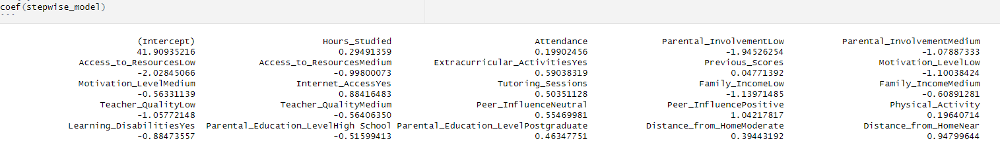 coef(stepwise_model)
```
(Intercept) Hours_Studied Attendance Parental_InvolvementLow Parental_InvolvementMedium
41.90935216 0.29491359 0.19902456 -1.94526254 -1.07887333
Access_to_ResourcesLow Access_to_ResourcesMedium Extracurricular_ActivitiesYes Previous_Scores Motivation_LevelLow
-2.02845066 -0.99800073 0.59038319 0.04771392 -1.10038424
Motivation_LevelMedium Internet_AccessYes Tutoring_Sessions Family_IncomeLow Family_IncomeMedium
-0.56331139 0.88416483 0.50351128 -1.13971485 -0.60891281
Teacher_QualityLow Teacher_QualityMedium Peer_InfluenceNeutral Peer_InfluencePositive Physical_Activity
-1.05772148 -0.56406350 0.55469981 1.04217817 0.19640714
Learning_DisabilitiesYes Parental_Education_LevelHigh School Parental_Education_LevelPostgraduate Distance_from_HomeModerate Distance_from_HomeNear
-0.88473557 -0.51599413 0.46347751 0.39443192 0.94799644